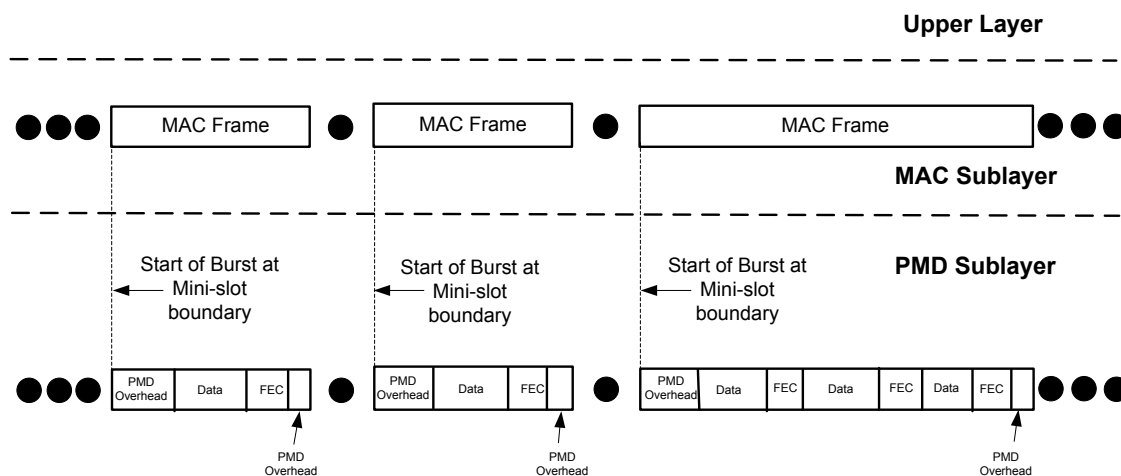 Upper Layer
MAC Frame
MAC Frame
MAC Frame
MAC Sublayer
PMD Sublayer
Start of Burst at
Mini-slot
boundary
Start of Burst at
Mini-slot
boundary
Start of Burst at
Mini-slot
boundary
PMD
Overhead
Data
FEC
PMD
Overhead
Data
FEC
PMD
Overhead
Data
FEC
Data
FEC
Data
FEC
PMD
Overhead
PMD
Overhead
PMD
Overhead